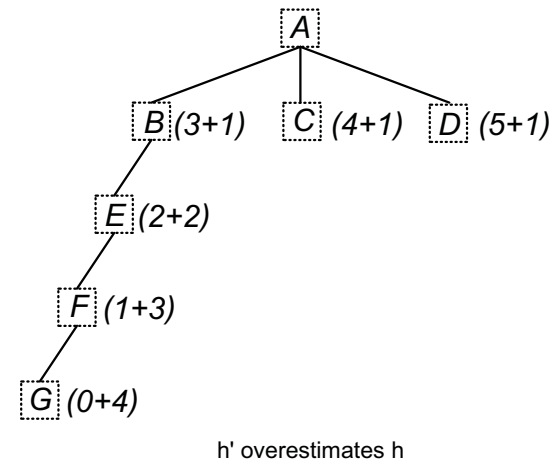 A
B (3+1) C (4+1) D (5+1)
E (2+2)
F (1+3)
G (0+4)
h' overestimates h